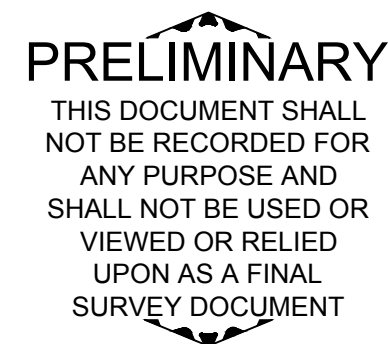 PRELIMINARY
THIS DOCUMENT SHALL
NOT BE RECORDED FOR
ANY PURPOSE AND
SHALL NOT BE USED OR
VIEWED OR RELIED
UPON AS A FINAL
SURVEY DOCUMENT